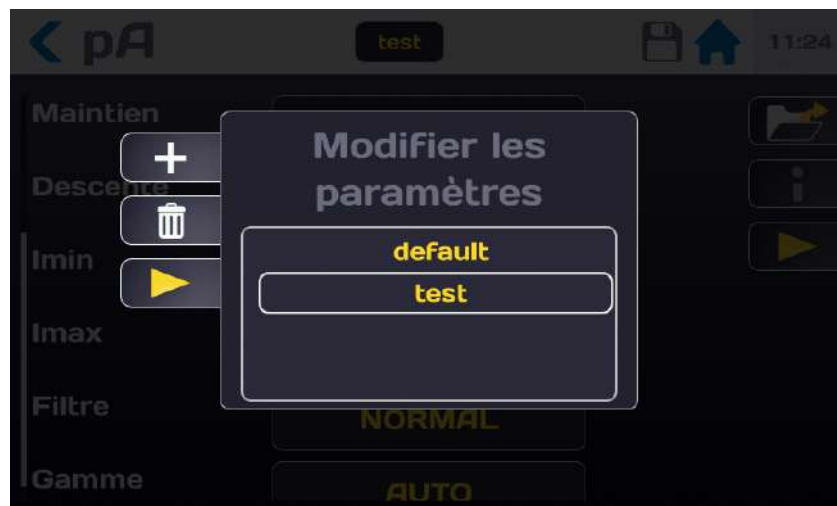 pA
test
11:24
Maintien
Descente
Imin
Imax
Filtre
Gamme
Modifier les
paramètres
default
test
NORMAL
AUTO